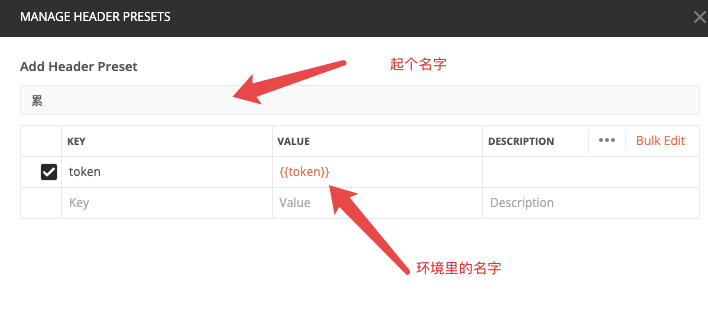 MANAGE HEADER PRESETS
Add Header Preset
起个名字
累
KEY VALUE DESCRIPTION ••• Bulk Edit
token {{token}}
Key Value Description
环境里的名字